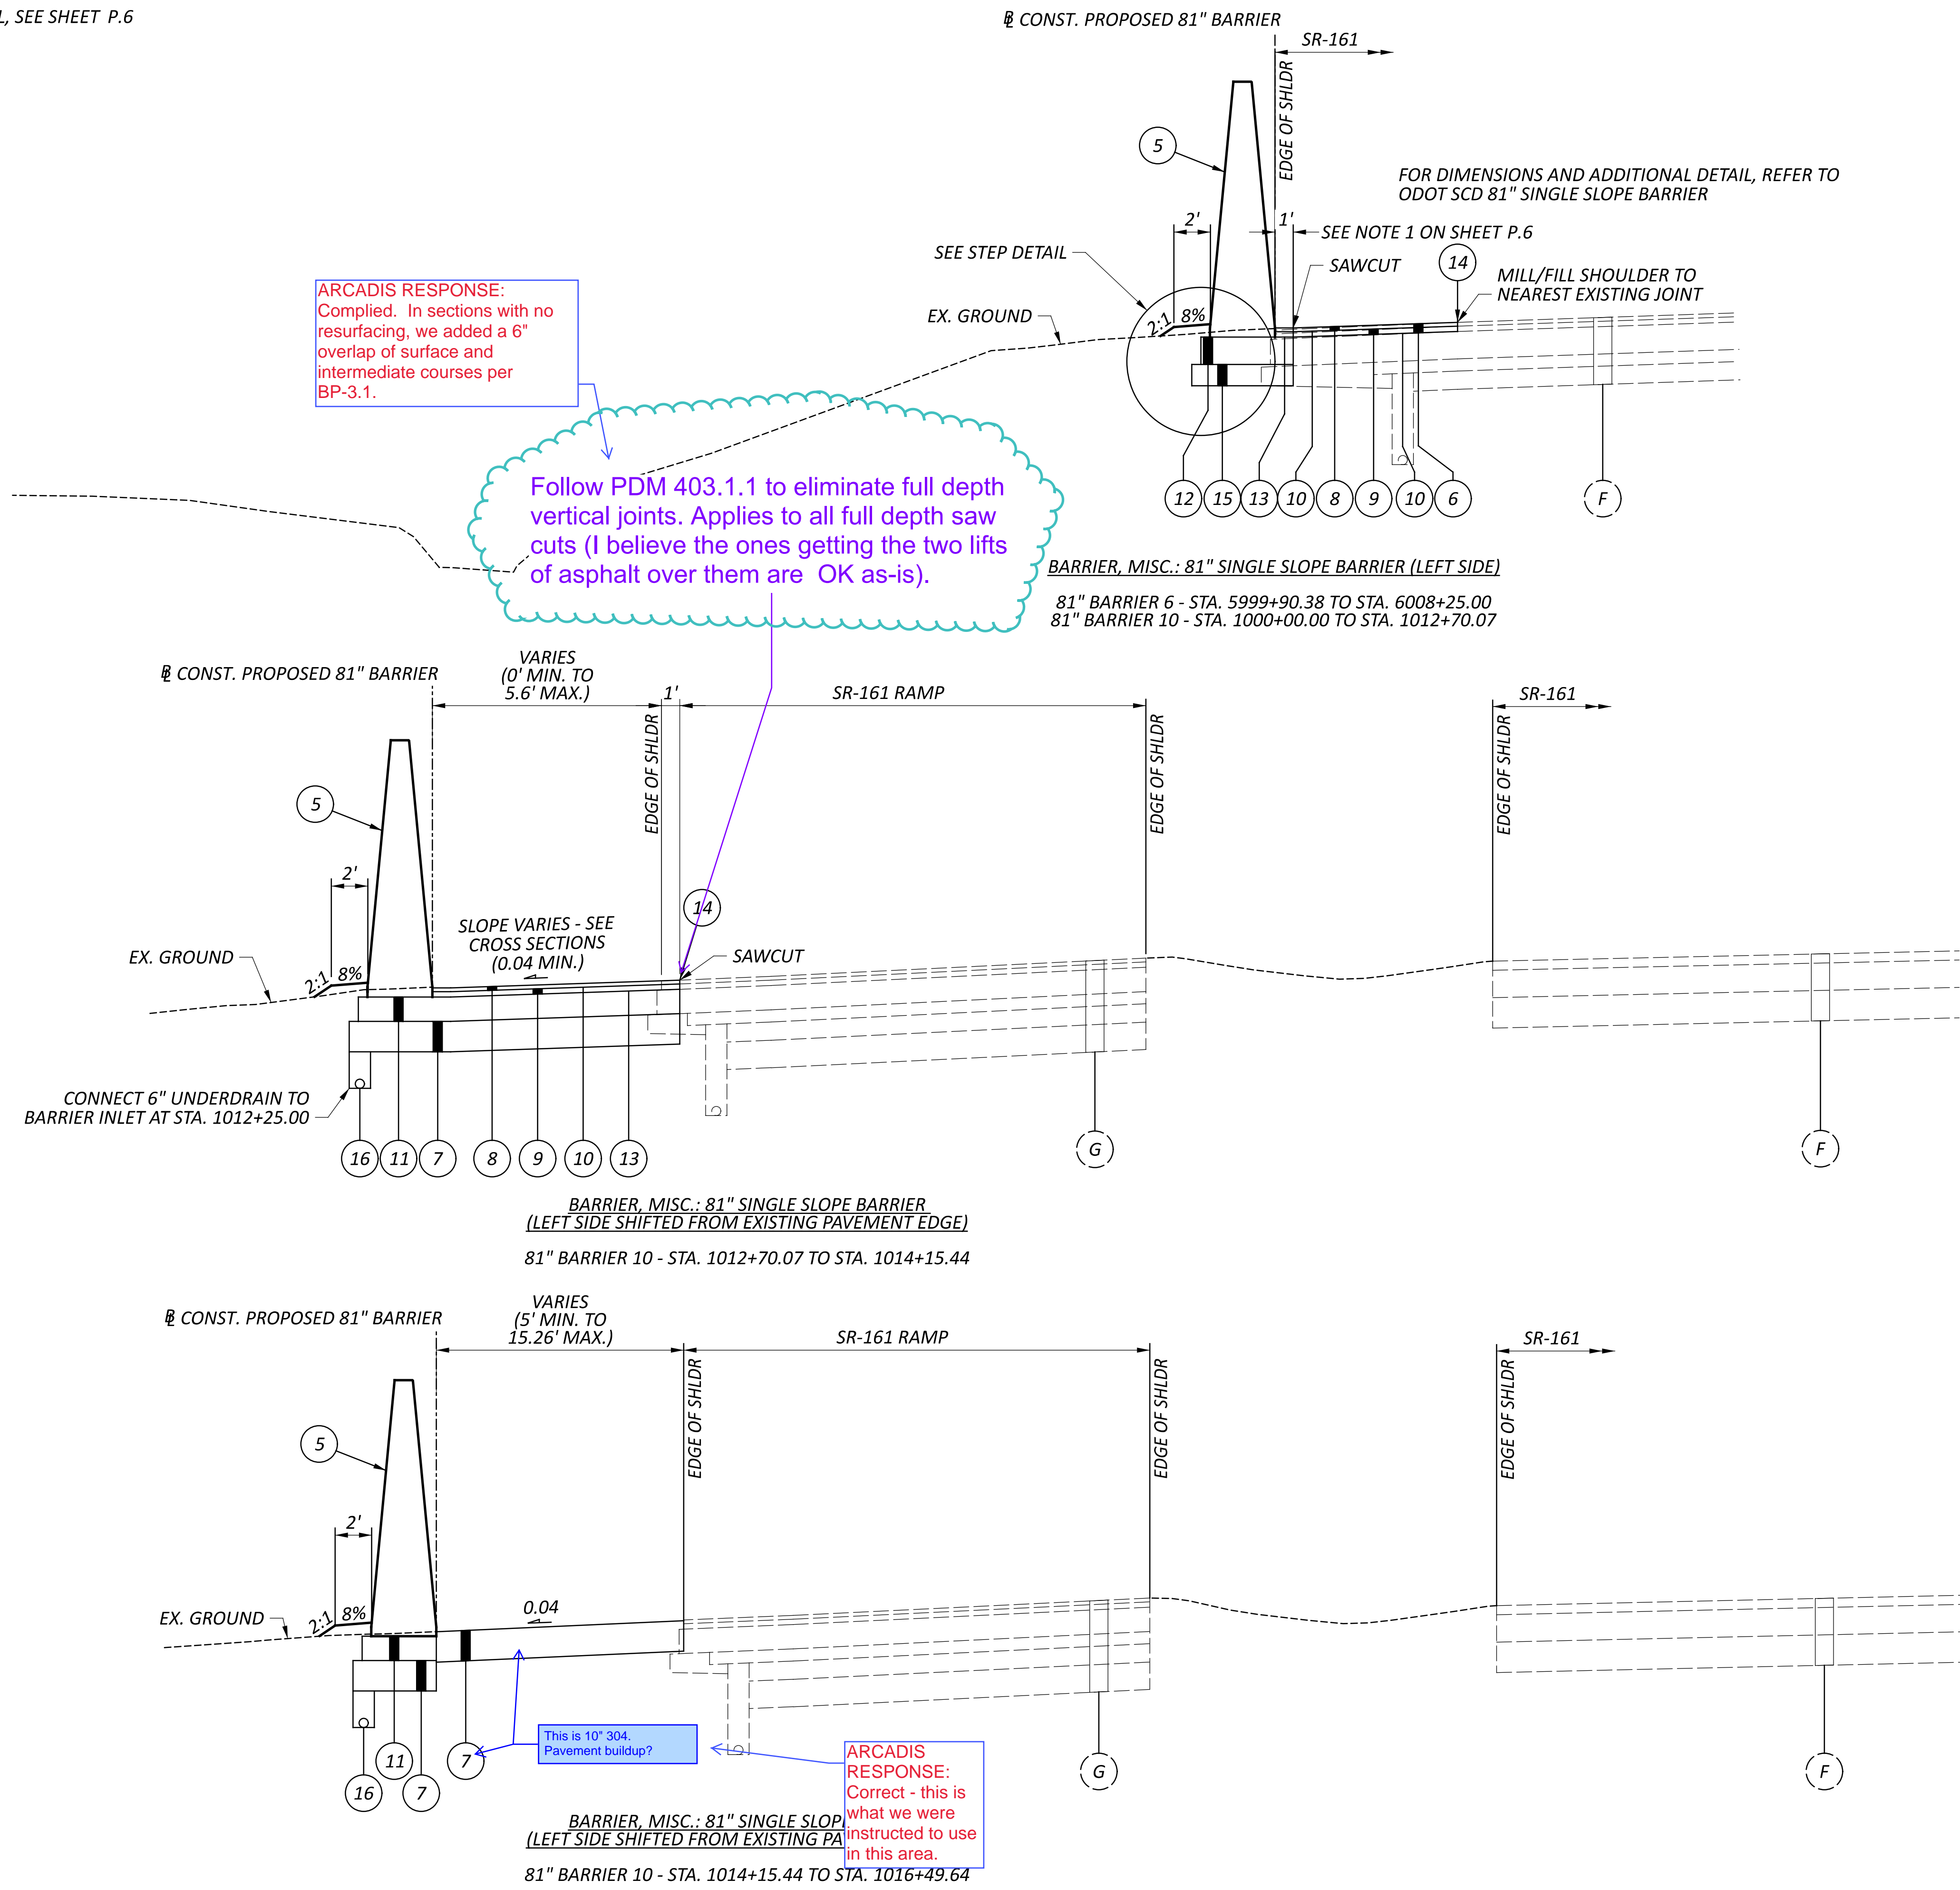 L, SEE SHEET P.6
℄ CONST. PROPOSED 81" BARRIER
SR-161
EDGE OF SHLDR
5
FOR DIMENSIONS AND ADDITIONAL DETAIL, REFER TO
ODOT SCD 81" SINGLE SLOPE BARRIER
2'
1'
SEE NOTE 1 ON SHEET P.6
SEE STEP DETAIL
SAWCUT
14
MILL/FILL SHOULDER TO
NEAREST EXISTING JOINT
EX. GROUND
2:1
8%
12
15
13
10
8
9
10
6
F
BARRIER, MISC.: 81" SINGLE SLOPE BARRIER (LEFT SIDE)
81" BARRIER 6 - STA. 5999+90.38 TO STA. 6008+25.00
81" BARRIER 10 - STA. 1000+00.00 TO STA. 1012+70.07
ARCADIS RESPONSE:
Complied. In sections with no
resurfacing, we added a 6"
overlap of surface and
intermediate courses per
BP-3.1.
Follow PDM 403.1.1 to eliminate full depth
vertical joints. Applies to all full depth saw
cuts (I believe the ones getting the two lifts
of asphalt over them are OK as-is).
℄ CONST. PROPOSED 81" BARRIER
VARIES
(0' MIN. TO
5.6' MAX.)
1'
SR-161 RAMP
SR-161
EDGE OF SHLDR
EDGE OF SHLDR
EDGE OF SHLDR
5
2'
14
SLOPE VARIES - SEE
CROSS SECTIONS
(0.04 MIN.)
SAWCUT
EX. GROUND
2:1
8%
CONNECT 6" UNDERDRAIN TO
BARRIER INLET AT STA. 1012+25.00
16
11
7
8
9
10
13
G
F
BARRIER, MISC.: 81" SINGLE SLOPE BARRIER
(LEFT SIDE SHIFTED FROM EXISTING PAVEMENT EDGE)
81" BARRIER 10 - STA. 1012+70.07 TO STA. 1014+15.44
℄ CONST. PROPOSED 81" BARRIER
VARIES
(5' MIN. TO
15.26' MAX.)
SR-161 RAMP
SR-161
EDGE OF SHLDR
EDGE OF SHLDR
EDGE OF SHLDR
5
2'
EX. GROUND
2:1
8%
0.04
16
11
7
7
This is 10" 304.
Pavement buildup?
ARCADIS
RESPONSE:
Correct - this is
what we were
instructed to use
in this area.
G
F
BARRIER, MISC.: 81" SINGLE SLOP
(LEFT SIDE SHIFTED FROM EXISTING PA
81" BARRIER 10 - STA. 1014+15.44 TO STA. 1016+49.64